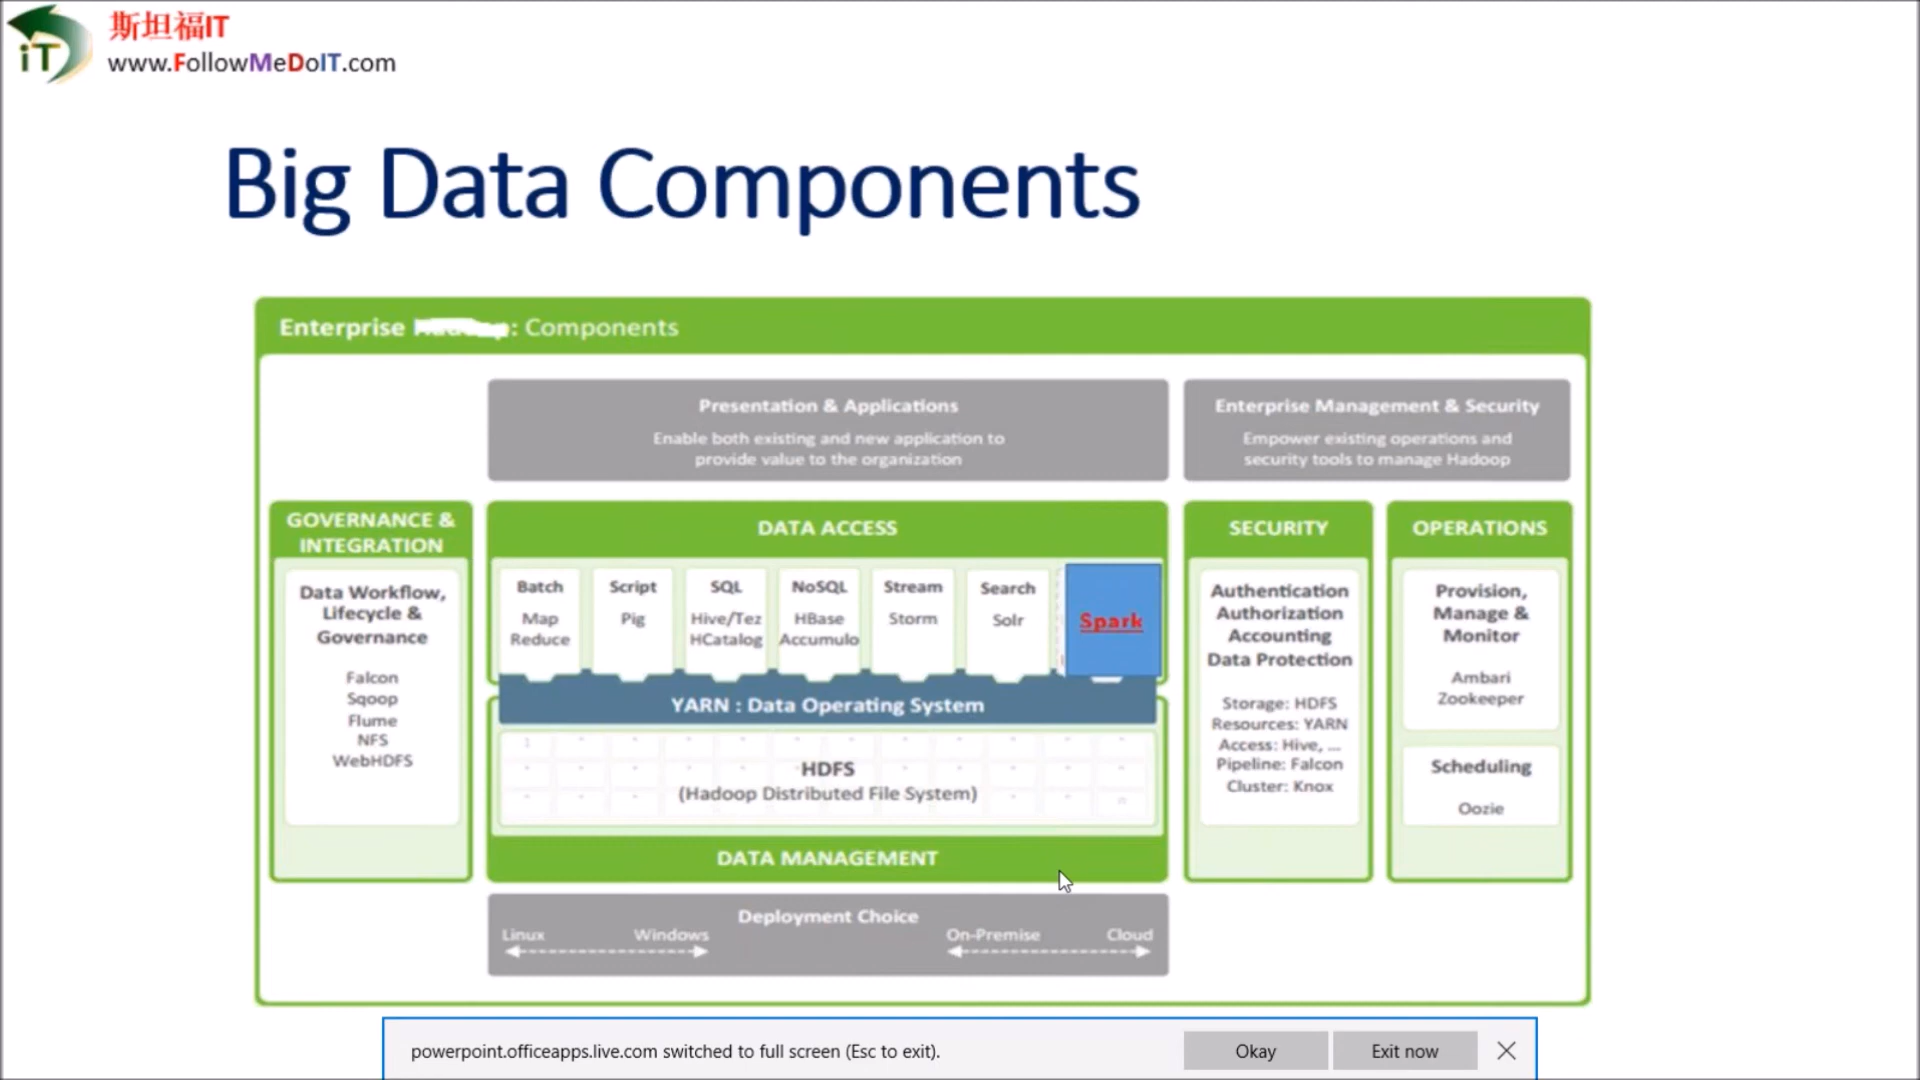 斯坦福IT
iT
www.FollowMeDoIT.com
Big Data Components
Enterprise : Components
Presentation & Applications
Enable both existing and new application to
provide value to the organization
Enterprise Management & Security
Empower existing operations and
security tools to manage Hadoop
GOVERNANCE &
INTEGRATION
Data Workflow,
Lifecycle &
Governance
Falcon
Sqoop
Flume
NFS
WebHDFS
DATA ACCESS
Batch
Map
Reduce
Script
Pig
SQL
Hive/Tez
HCatalog
NoSQL
HBase
Accumulo
Stream
Storm
Search
Solr
Spark
YARN : Data Operating System
HDFS
(Hadoop Distributed File System)
DATA MANAGEMENT
SECURITY
Authentication
Authorization
Accounting
Data Protection
Storage: HDFS
Resources: YARN
Access: Hive, ...
Pipeline: Falcon
Cluster: Knox
OPERATIONS
Provision,
Manage &
Monitor
Ambari
Zookeeper
Scheduling
Oozie
Deployment Choice
Linux
Windows
On-Premise
Cloud
powerpoint.officeapps.live.com switched to full screen (Esc to exit).
Okay
Exit now